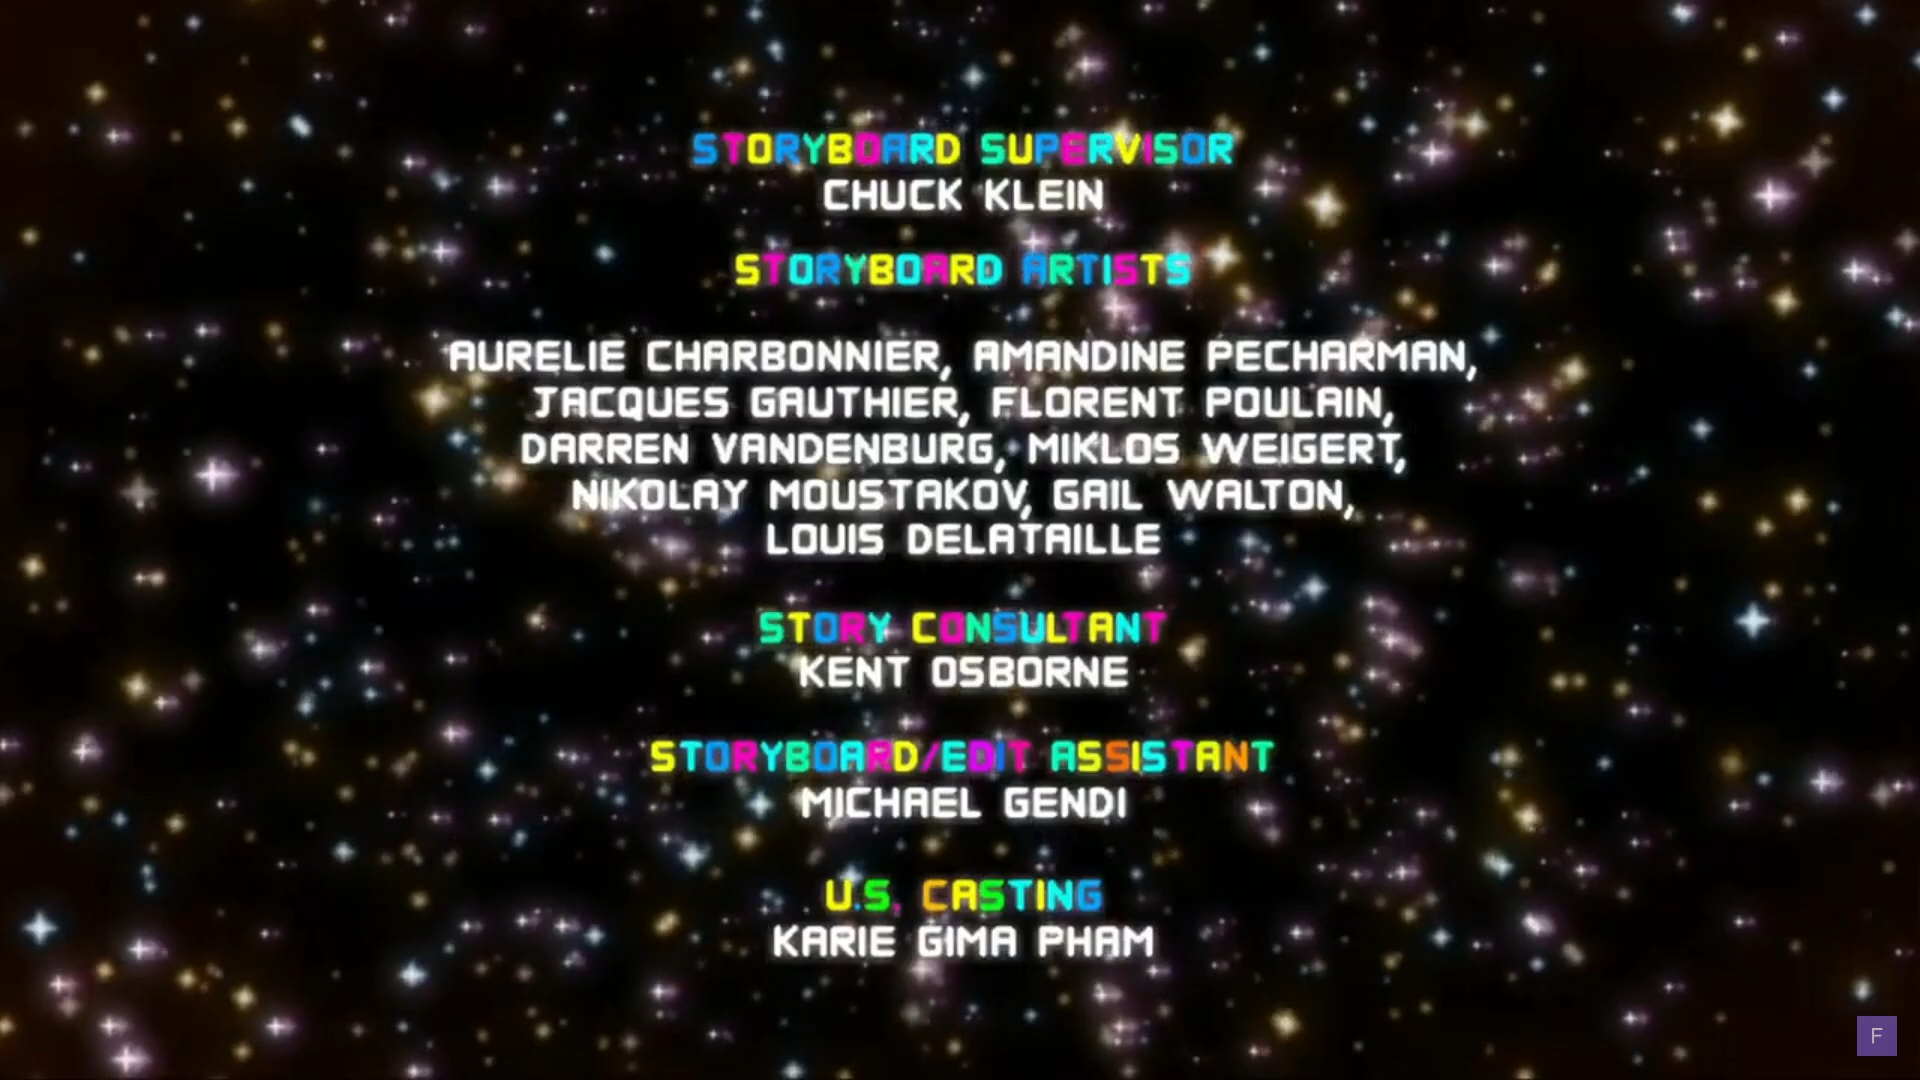 STORYBOARD SUPERVISOR
CHUCK KLEIN
STORYBOARD ARTISTS
AURELIE CHARBONNIER, AMANDINE PECHARMAN,
JACQUES GAUTHIER, FLORENT POULAIN,
DARREN VANDENBURG, MIKLOS WEIGERT,
NIKOLAY MOUSTAKOV, GAIL WALTON,
LOUIS DELATAILLE
STORY CONSULTANT
KENT OSBORNE
STORYBOARD/EDIT ASSISTANT
MICHAEL GENDI
U.S. CASTING
KARIE GIMA PHAM
F